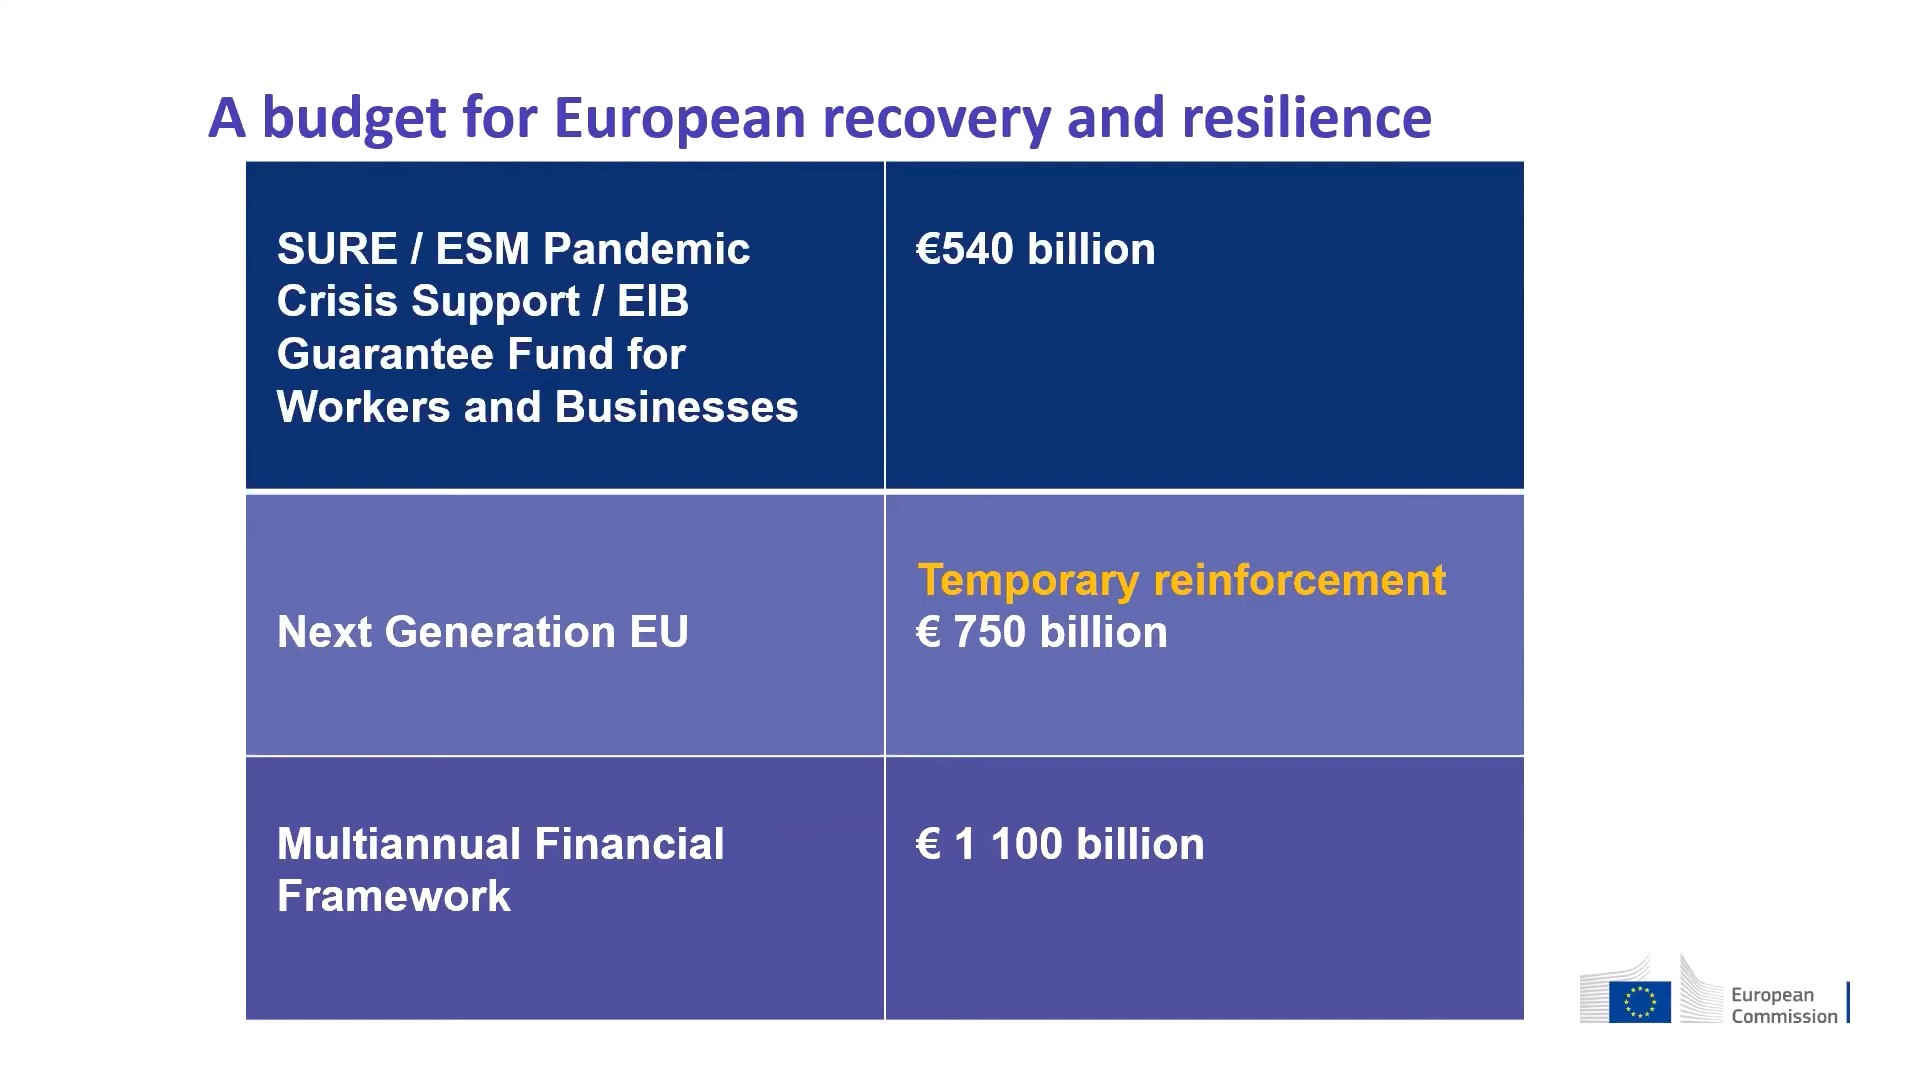 A budget for European recovery and resilience
SURE / ESM Pandemic
Crisis Support / EIB
Guarantee Fund for
Workers and Businesses
€540 billion
Next Generation EU
Temporary reinforcement
€ 750 billion
Multiannual Financial
Framework
€ 1 100 billion
European
Commission